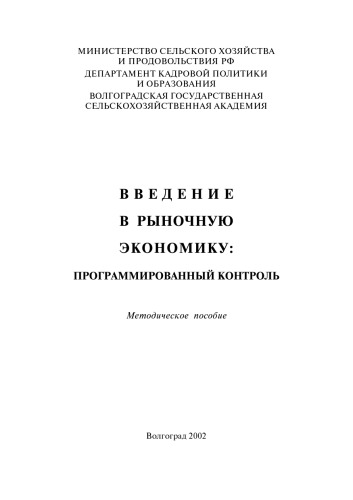 МИНИСТЕРСТВО СЕЛЬСКОГО ХОЗЯЙСТВА
И ПРОДОВОЛЬСТВИЯ РФ
ДЕПАРТАМЕНТ КАДРОВОЙ ПОЛИТИКИ
И ОБРАЗОВАНИЯ
ВОЛГОГРАДСКАЯ ГОСУДАРСТВЕННАЯ
СЕЛЬСКОХОЗЯЙСТВЕННАЯ АКАДЕМИЯ
ВВЕДЕНИЕ
В РЫНОЧНУЮ
ЭКОНОМИКУ:
ПРОГРАММИРОВАННЫЙ КОНТРОЛЬ
Методическое пособие
Волгоград 2002